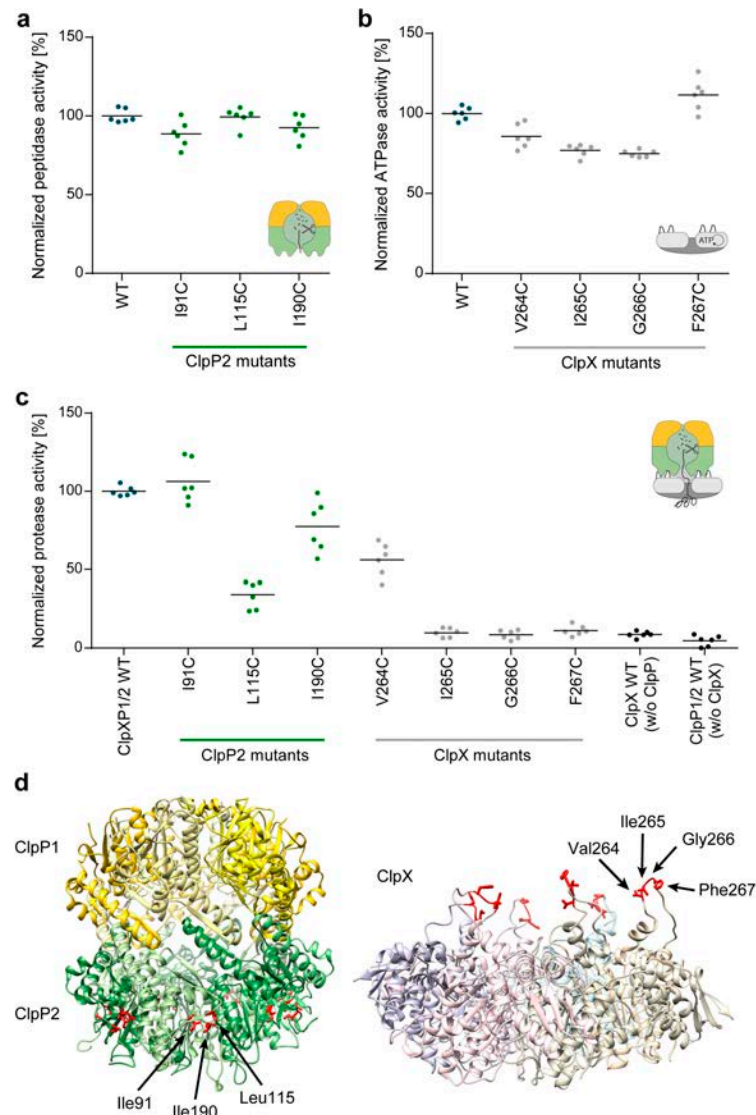 a
Normalized peptidase activity [%]
150
100
50
0
WT
I91C
L115C
I190C
ClpP2 mutants
b
Normalized ATPase activity [%]
150
100
50
0
ATP
WT
V264C
I265C
G266C
F267C
ClpX mutants
c
Normalized protease activity [%]
150
100
50
0
ClpXP1/2 WT
I91C
L115C
I190C
V264C
I265C
G266C
F267C
ClpX WT
(w/o ClpP)
ClpP1/2 WT
(w/o ClpX)
ClpP2 mutants
ClpX mutants
d
ClpP1
ClpP2
Ile91
Ile190
Leu115
ClpX
Val264
Ile265
Gly266
Phe267